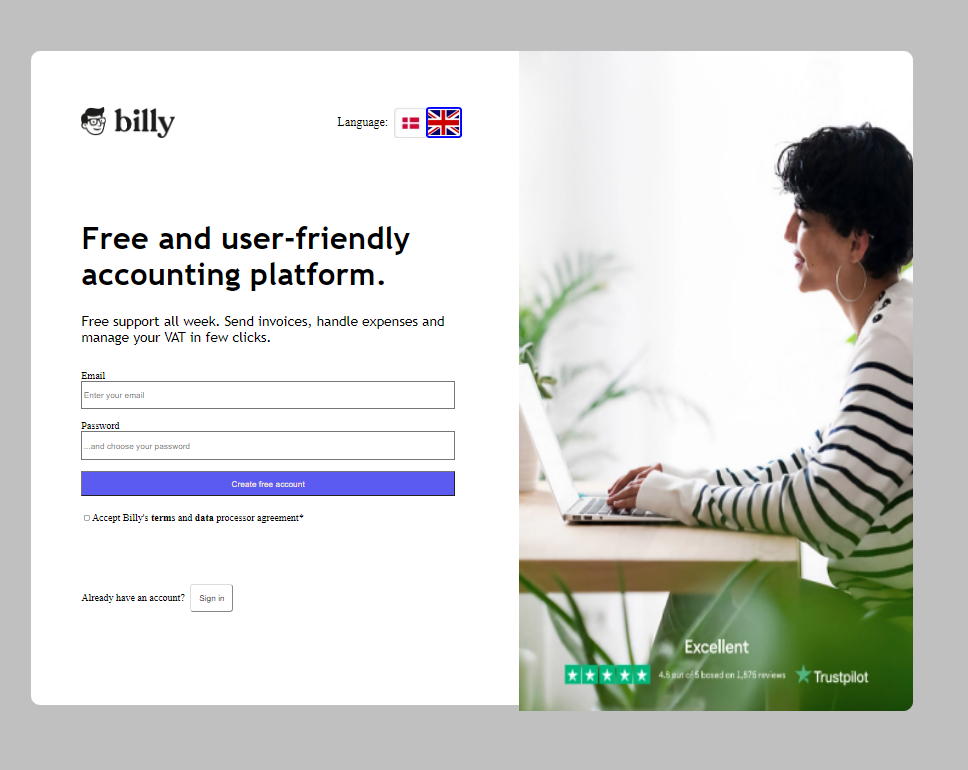 billy
Language:
Free and user-friendly
accounting platform.
Free support all week. Send invoices, handle expenses and
manage your VAT in few clicks.
Email
Enter your email
Password
...and choose your password
Create free account
Accept Billy's terms and data processor agreement*
Already have an account?
Sign in
Excellent
4.5 out of 5 based on 1,575 reviews
Trustpilot